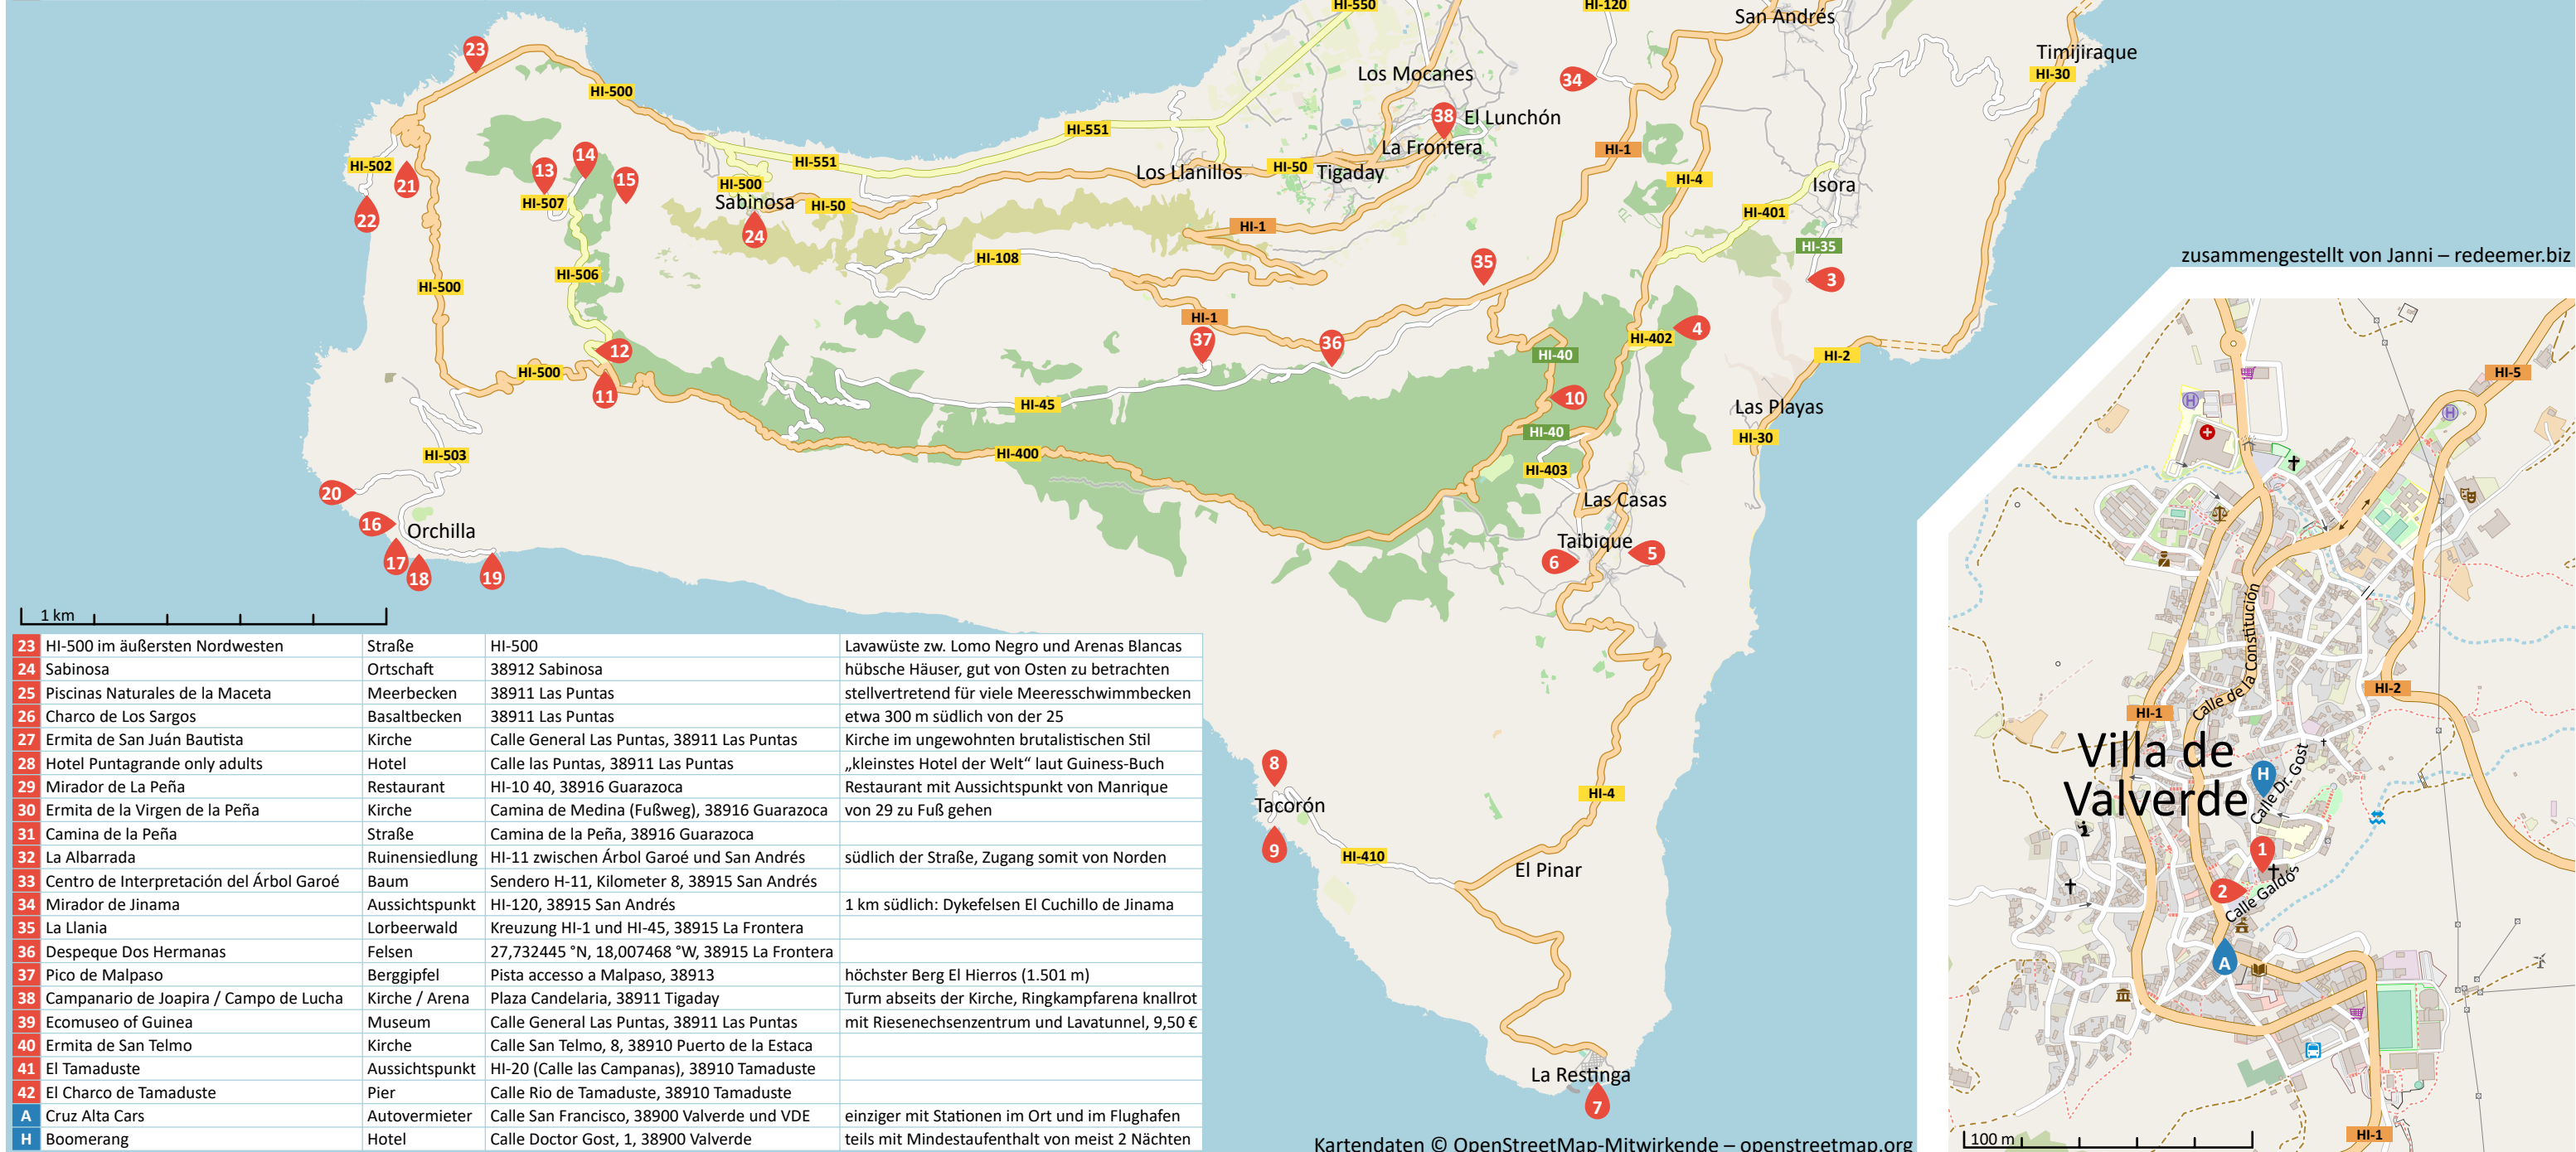 HI-550
HI-120
San Andrés
23
Timijiraque
HI-30
Los Mocanes
34
HI-500
38 El Lunchón
HI-551
La Frontera
HI-1
HI-502
13
14
15
21
HI-551
Los Llanillos
HI-50
Tigaday
HI-4
Isora
HI-500
Sabinosa
HI-50
HI-507
22
24
HI-1
HI-401
HI-35
zusammengestellt von Janni – redeemer.biz
HI-108
35
3
HI-506
HI-500
HI-1
37
36
HI-402
4
12
HI-40
HI-2
HI-500
11
10
HI-45
Las Playas
HI-40
HI-30
HI-503
HI-400
HI-403
20
Las Casas
16
Orchilla
Taibique
17
18
19
6
5
1 km
23 HI-500 im äußersten Nordwesten Straße HI-500 Lavawüste zw. Lomo Negro und Arenas Blancas
24 Sabinosa Ortschaft 38912 Sabinosa hübsche Häuser, gut von Osten zu betrachten
25 Piscinas Naturales de la Maceta Meerbecken 38911 Las Puntas stellvertretend für viele Meeresschwimmbecken
26 Charco de Los Sargos Basaltbecken 38911 Las Puntas etwa 300 m südlich von der 25
27 Ermita de San Juán Bautista Kirche Calle General Las Puntas, 38911 Las Puntas Kirche im ungewohnten brutalistischen Stil
28 Hotel Puntagrande only adults Hotel Calle las Puntas, 38911 Las Puntas „kleinstes Hotel der Welt“ laut Guiness-Buch
29 Mirador de La Peña Restaurant HI-10 40, 38916 Guarazoca Restaurant mit Aussichtspunkt von Manrique
30 Ermita de la Virgen de la Peña Kirche Camina de Medina (Fußweg), 38916 Guarazoca von 29 zu Fuß gehen
31 Camina de la Peña Straße Camina de la Peña, 38916 Guarazoca
32 La Albarrada Ruinensiedlung HI-11 zwischen Árbol Garoé und San Andrés südlich der Straße, Zugang somit von Norden
33 Centro de Interpretación del Árbol Garoé Baum Sendero H-11, Kilometer 8, 38915 San Andrés
34 Mirador de Jinama Aussichtspunkt HI-120, 38915 San Andrés 1 km südlich: Dykefelsen El Cuchillo de Jinama
35 La Llania Lorbeerwald Kreuzung HI-1 und HI-45, 38915 La Frontera
36 Despeque Dos Hermanas Felsen 27,732445 °N, 18,007468 °W, 38915 La Frontera
37 Pico de Malpaso Berggipfel Pista accesso a Malpaso, 38913 höchster Berg El Hierros (1.501 m)
38 Campanario de Joapira / Campo de Lucha Kirche / Arena Plaza Candelaria, 38911 Tigaday Turm abseits der Kirche, Ringkampfarena knallrot
39 Ecomuseo of Guinea Museum Calle General Las Puntas, 38911 Las Puntas mit Riesenechsenzentrum und Lavatunnel, 9,50 €
40 Ermita de San Telmo Kirche Calle San Telmo, 8, 38910 Puerto de la Estaca
41 El Tamaduste Aussichtspunkt HI-20 (Calle las Campanas), 38910 Tamaduste
42 El Charco de Tamaduste Pier Calle Rio de Tamaduste, 38910 Tamaduste
A Cruz Alta Cars Autovermieter Calle San Francisco, 38900 Valverde und VDE einziger mit Stationen im Ort und im Flughafen
H Boomerang Hotel Calle Doctor Gost, 1, 38900 Valverde teils mit Mindestaufenthalt von meist 2 Nächten
8
Tacorón
9
HI-410
HI-4
El Pinar
La Restinga
7
Kartendaten © OpenStreetMap-Mitwirkende – openstreetmap.org
HI-5
H
H
Calle de la Constitución
HI-2
HI-1
Villa de
Valverde
H
Calle Dr. Gost
1
2
Calle Galdós
A
100 m
HI-1